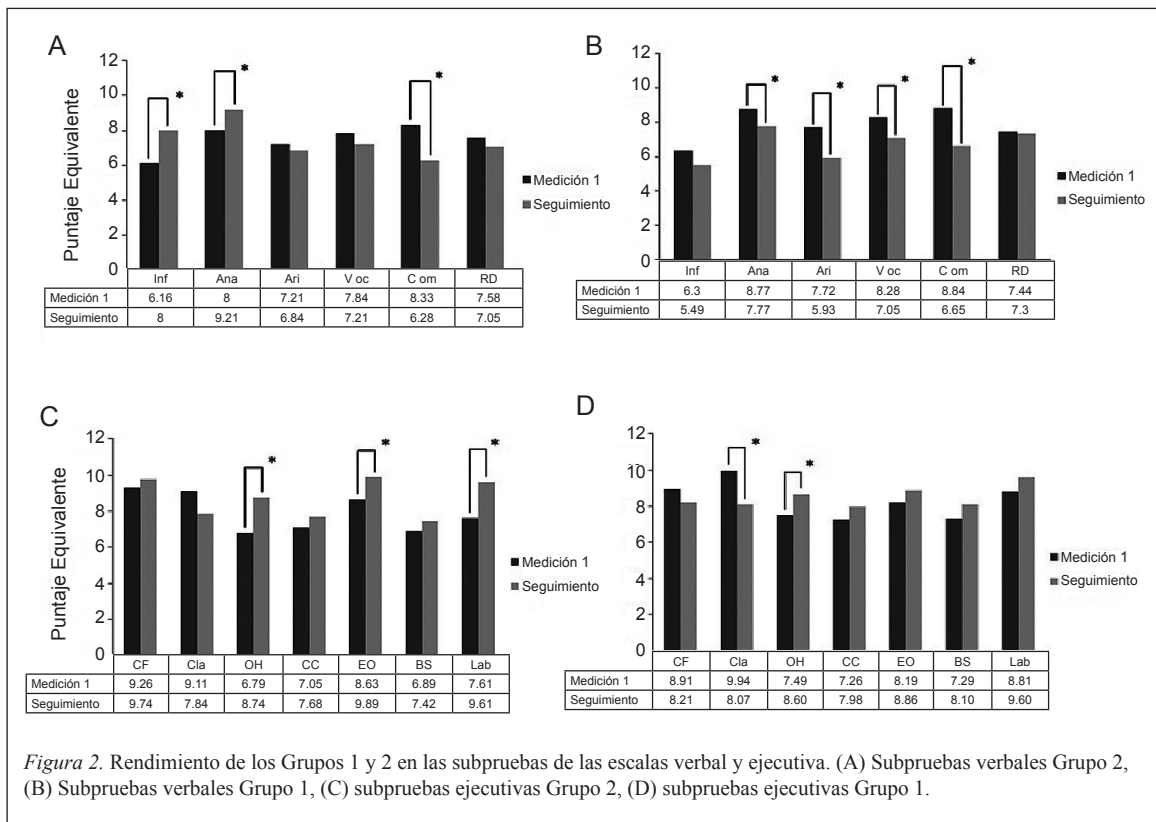 A
Puntaje Equivalente
12
10
8
6
4
2
0
* * *
Medición 1
Seguimiento
Inf Ana Ari V oc C om RD
Medición 1 6.16 8 7.21 7.84 8.33 7.58
Seguimiento 8 9.21 6.84 7.21 6.28 7.05
B
12
10
8
6
4
2
0
* * * *
Medición 1
Seguimiento
Inf Ana Ari V oc C om RD
Medición 1 6.3 8.77 7.72 8.28 8.84 7.44
Seguimiento 5.49 7.77 5.93 7.05 6.65 7.3
C
Puntaje Equivalente
12
10
8
6
4
2
0
* * *
Medición 1
Seguimiento
CF Cla OH CC EO BS Lab
Medición 1 9.26 9.11 6.79 7.05 8.63 6.89 7.61
Seguimiento 9.74 7.84 8.74 7.68 9.89 7.42 9.61
D
12
10
8
6
4
2
0
* *
Medición 1
Seguimiento
CF Cla OH CC EO BS Lab
Medición 1 8.91 9.94 7.49 7.26 8.19 7.29 8.81
Seguimiento 8.21 8.07 8.60 7.98 8.86 8.10 9.60
Figura 2. Rendimiento de los Grupos 1 y 2 en las subpruebas de las escalas verbal y ejecutiva. (A) Subpruebas verbales Grupo 2,
(B) Subpruebas verbales Grupo 1, (C) subpruebas ejecutivas Grupo 2, (D) subpruebas ejecutivas Grupo 1.